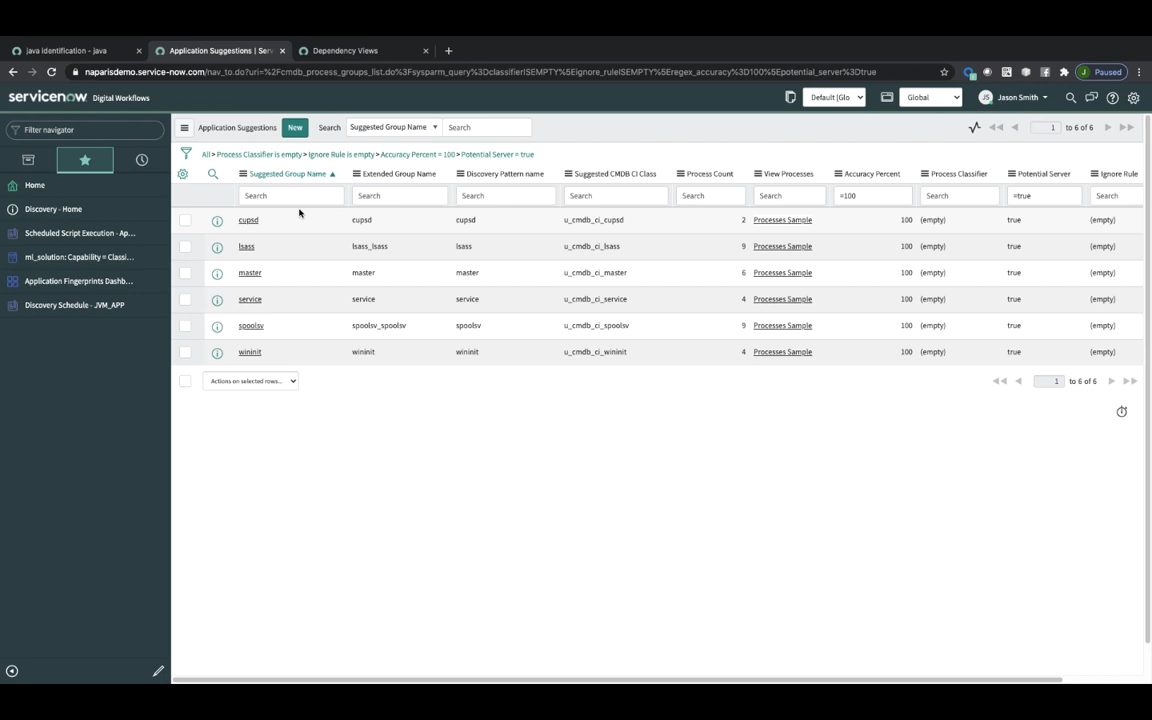 java identification - java
Application Suggestions | Serv
Dependency Views
naparisdemo.service-now.com/nav_to.do?uri=%2Fcmdb_process_groups_list.do%3Fsysparm_query%3DclassifierISEMPTY%5Eignore_ruleISEMPTY%5Eregex_accuracy%3D100%5Epotential_server%3Dtrue
Paused
servicenow Digital Workflows
Default [Glo
Global
JS Jason Smith
Filter navigator
Home
Discovery - Home
Scheduled Script Execution - Ap...
ml_solution: Capability = Classi...
Application Fingerprints Dashb...
Discovery Schedule - JVM_APP
Application Suggestions New Search Suggested Group Name Search 1 to 6 of 6
All > Process Classifier is empty > Ignore Rule is empty > Accuracy Percent = 100 > Potential Server = true
Suggested Group Name Extended Group Name Discovery Pattern name Suggested CMDB CI Class Process Count View Processes Accuracy Percent Process Classifier Potential Server Ignore Rule
Search Search Search Search Search Search =100 Search =true Search
cupsd cupsd cupsd u_cmdb_ci_cupsd 2 Processes Sample 100 (empty) true (empty)
lsass lsass_lsass lsass u_cmdb_ci_lsass 9 Processes Sample 100 (empty) true (empty)
master master master u_cmdb_ci_master 6 Processes Sample 100 (empty) true (empty)
service service service u_cmdb_ci_service 4 Processes Sample 100 (empty) true (empty)
spoolsv spoolsv_spoolsv spoolsv u_cmdb_ci_spoolsv 9 Processes Sample 100 (empty) true (empty)
wininit wininit wininit u_cmdb_ci_wininit 4 Processes Sample 100 (empty) true (empty)
Actions on selected rows... 1 to 6 of 6